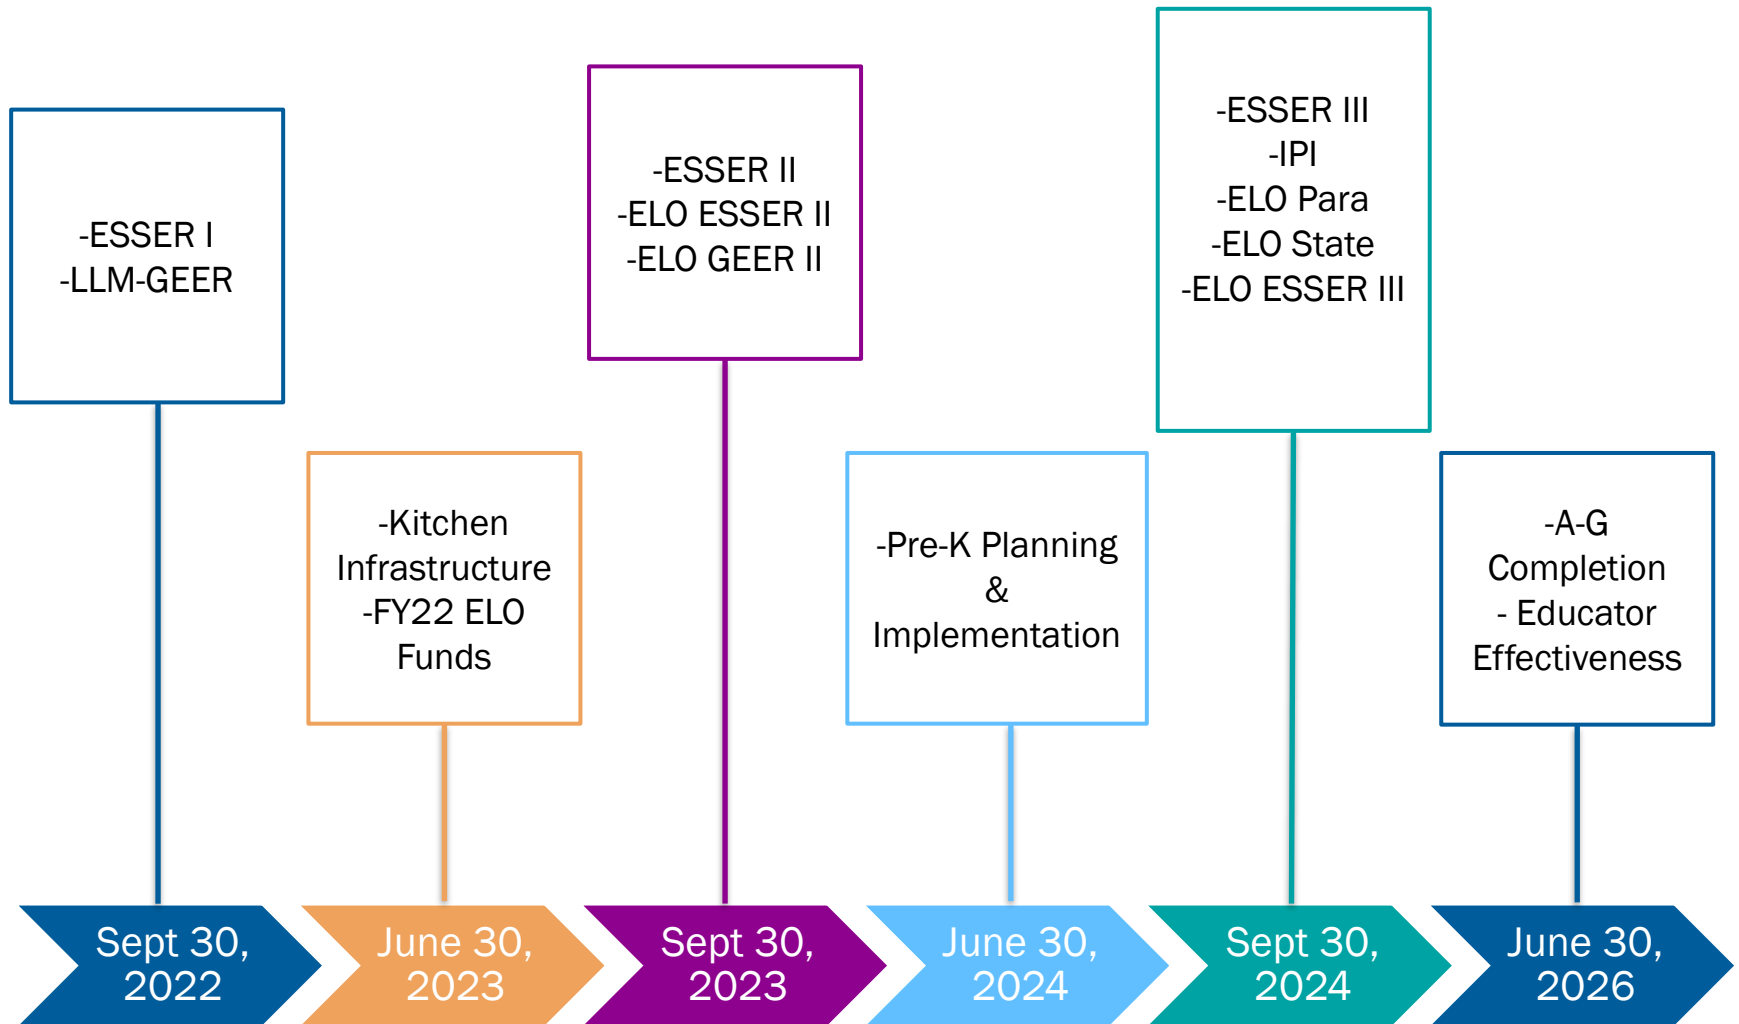 -ESSER I
-LLM-GEER
-Kitchen
Infrastructure
-FY22 ELO
Funds
-ESSER II
-ELO ESSER II
-ELO GEER II
-Pre-K Planning
&
Implementation
-ESSER III
-IPI
-ELO Para
-ELO State
-ELO ESSER III
-A-G
Completion
- Educator
Effectiveness
Sept 30,
2022
June 30,
2023
Sept 30,
2023
June 30,
2024
Sept 30,
2024
June 30,
2026